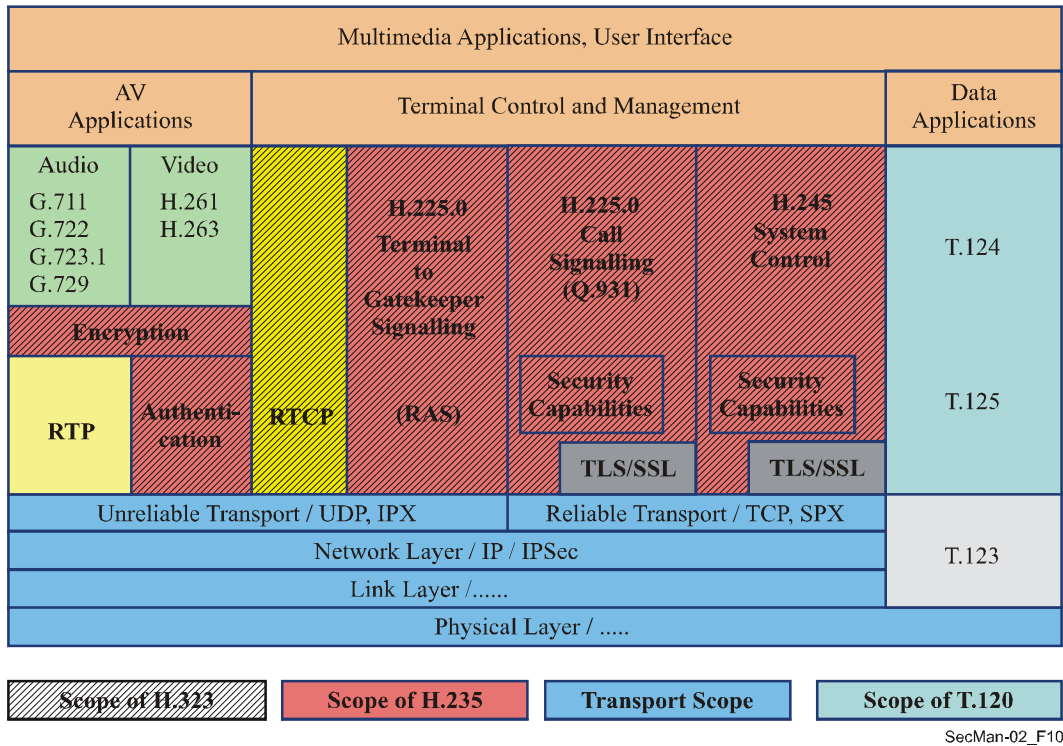 Multimedia Applications, User Interface
AV
Applications
Terminal Control and Management
Data
Applications
Audio
G.711
G.722
G.723.1
G.729
Video
H.261
H.263
Encryption
RTP
Authenti-
cation
RTCP
H.225.0
Terminal
to
Gatekeeper
Signalling
(RAS)
H.225.0
Call
Signalling
(Q.931)
Security
Capabilities
TLS/SSL
H.245
System
Control
Security
Capabilities
TLS/SSL
T.124
T.125
Unreliable Transport / UDP, IPX
Reliable Transport / TCP, SPX
Network Layer / IP / IPSec
Link Layer /......
T.123
Physical Layer / .....
Scope of H.323
Scope of H.235
Transport Scope
Scope of T.120
SecMan-02_F10